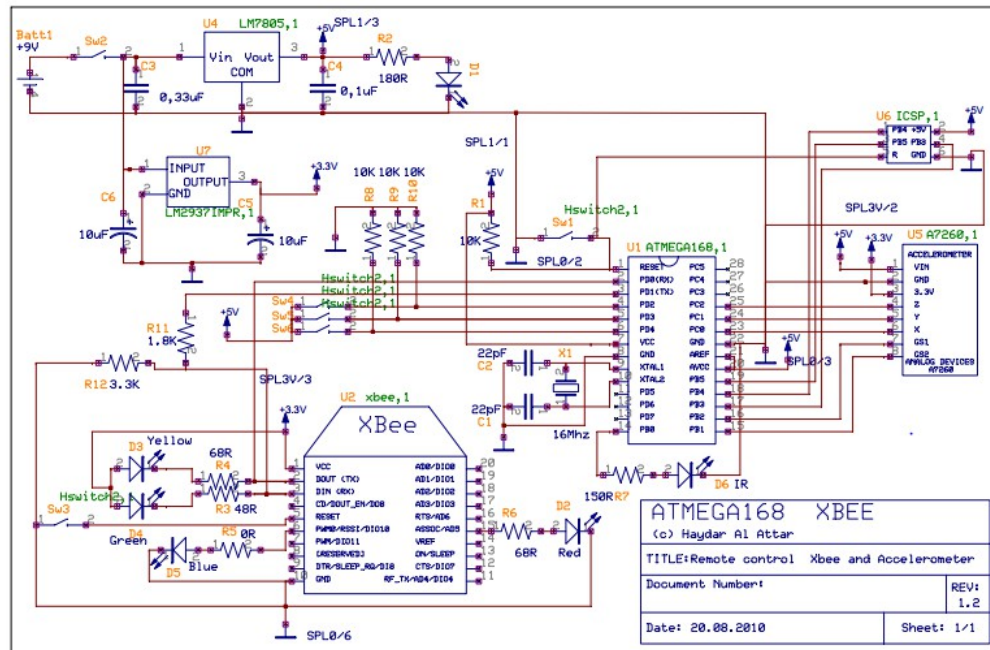 Batt1
+9V
Sw2
U4
LM7805,1
Vin Vout
COM
C3
0,33uF
+5V
SPL1/3
C4
0,1uF
R2
180R
D1
U7
INPUT
OUTPUT
GND
LM2937IMPR,1
C6
10uF
C5
10uF
+3.3V
10K 10K 10K
R8
R9
R10
SPL1/1
+5V
R1
10K
Sw1
Hswitch2,1
SPL0/2
U6 ICSP,1
PB4 +5V
PB5 PB3
R GND
+5V
SPL3V/2
U5 A7260,1
+5V
+3.3V
ACCELEROMETER
VIN
GND
3.3V
Z
Y
X
GS1
GS2
ANALOG DEVICES
A7260
U1 ATMEGA168,1
RESET PC5
PD0(RX) PC4
PD1(TX) PC3
PD2 PC2
PD3 PC1
PD4 PC0
VCC GND
GND AREF
XTAL1 AVCC
XTAL2 PB5
PD5 PB4
PD6 PB3
PD7 PB2
PB0 PB1
+5V
SPL0/3
Hswitch2,1
Hswitch2,1
Hswitch2,1
Sw4
Sw5
Sw6
+5V
R11
1.8K
R12
3.3K
SPL3V/3
+3.3V
22pF
C2
X1
22pF
C1
16Mhz
U2 xbee,1
XBee
VCC AD0/DIO0
DOUT (TX) AD1/DIO1
DIN (RX) AD2/DIO2
CD/DOUT_EN/DO8 AD3/DIO3
RESET RTS/AD6
PWM0/RSSI/DIO10 ASSOC/AD5
PWM/DIO11 VREF
[RESERVED] ON/SLEEP
DTR/SLEEP_RQ/DI8 CTS/DIO7
GND RF_TX/AD4/DIO4
D3
Yellow
68R
R4
R3 48R
Hswitch2,1
Sw3
D4
Green
R5 0R
D5
Blue
R6
68R
D2
Red
150R R7
D6 IR
SPL0/6
ATMEGA168 XBEE
(c) Haydar Al Attar
TITLE:Remote control Xbee and Accelerometer
Document Number:
REV:
1.2
Date: 20.08.2010
Sheet: 1/1